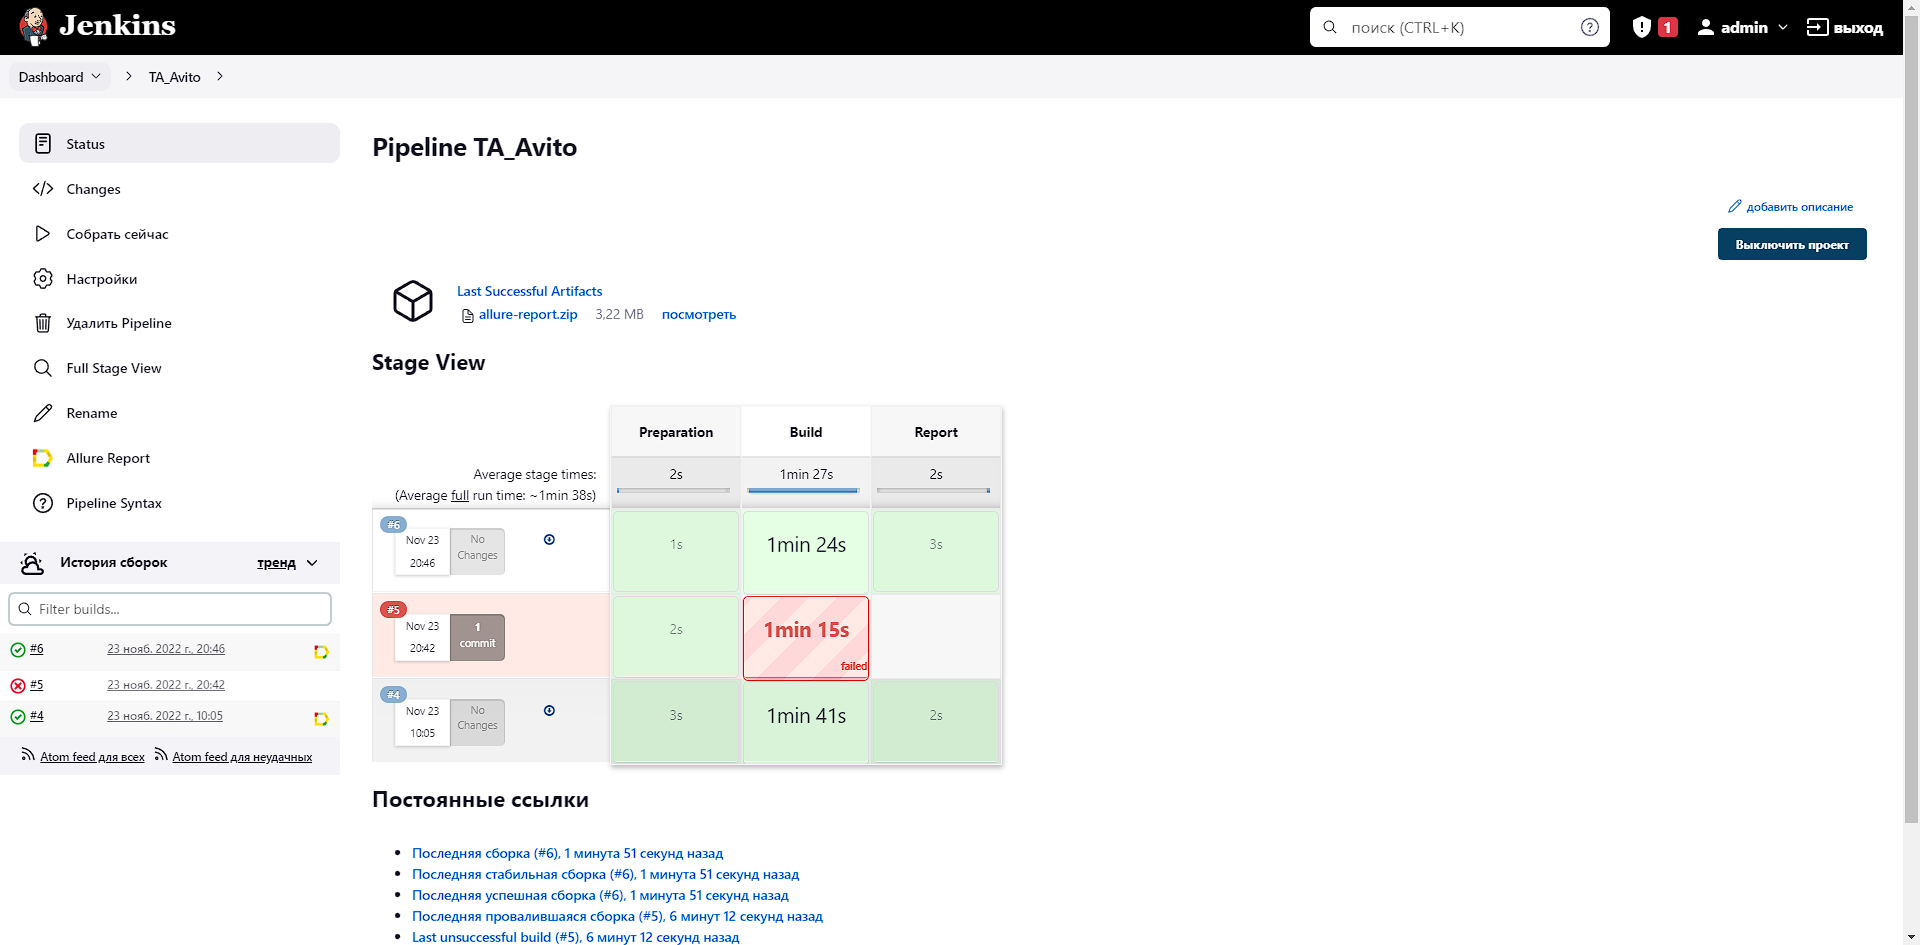 Jenkins
поиск (CTRL+K)
1
admin
выход
Dashboard
TA_Avito
Status
Changes
Собрать сейчас
Настройки
Удалить Pipeline
Full Stage View
Rename
Allure Report
Pipeline Syntax
История сборок
тренд
Filter builds...
#6 23 нояб. 2022 г., 20:46
#5 23 нояб. 2022 г., 20:42
#4 23 нояб. 2022 г., 10:05
Atom feed для всех Atom feed для неудачных
Pipeline TA_Avito
добавить описание
Выключить проект
Last Successful Artifacts
allure-report.zip 3,22 MB посмотреть
Stage View
Preparation Build Report
Average stage times: 2s 1min 27s 2s
(Average full run time: ~1min 38s)
#6
Nov 23
20:46
No
Changes
1s 1min 24s 3s
#5
Nov 23
20:42
1
commit
2s 1min 15s
failed
#4
Nov 23
10:05
No
Changes
3s 1min 41s 2s
Постоянные ссылки
Последняя сборка (#6), 1 минута 51 секунд назад
Последняя стабильная сборка (#6), 1 минута 51 секунд назад
Последняя успешная сборка (#6), 1 минута 51 секунд назад
Последняя провалившаяся сборка (#5), 6 минут 12 секунд назад
Last unsuccessful build (#5), 6 минут 12 секунд назад